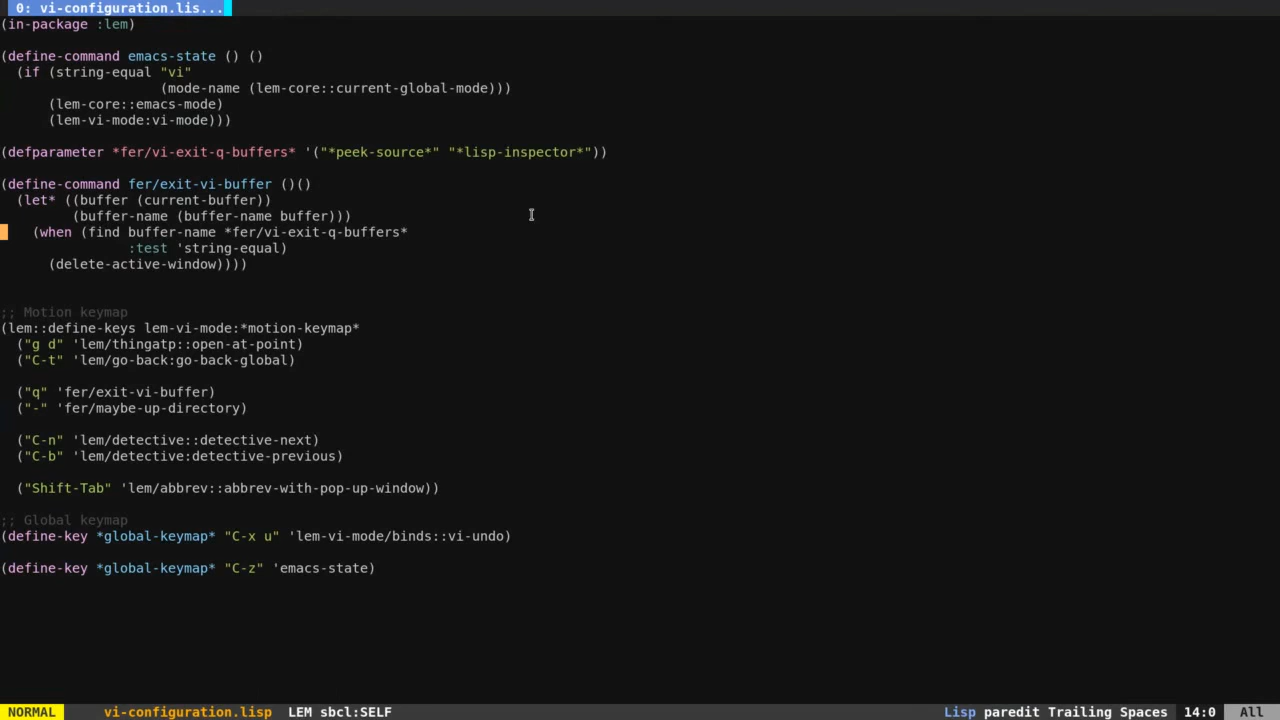 0: vi-configuration.lis...
(in-package :lem)
(define-command emacs-state () ()
(if (string-equal "vi"
(mode-name (lem-core::current-global-mode)))
(lem-core::emacs-mode)
(lem-vi-mode:vi-mode)))
(defparameter *fer/vi-exit-q-buffers* '("*peek-source*" "*lisp-inspector*"))
(define-command fer/exit-vi-buffer ()()
(let* ((buffer (current-buffer))
(buffer-name (buffer-name buffer)))
(when (find buffer-name *fer/vi-exit-q-buffers*
:test 'string-equal)
(delete-active-window))))
;; Motion keymap
(lem::define-keys lem-vi-mode:*motion-keymap*
("g d" 'lem/thingatp::open-at-point)
("C-t" 'lem/go-back:go-back-global)
("q" 'fer/exit-vi-buffer)
("-" 'fer/maybe-up-directory)
("C-n" 'lem/detective::detective-next)
("C-b" 'lem/detective:detective-previous)
("Shift-Tab" 'lem/abbrev::abbrev-with-pop-up-window))
;; Global keymap
(define-key *global-keymap* "C-x u" 'lem-vi-mode/binds::vi-undo)
(define-key *global-keymap* "C-z" 'emacs-state)
NORMAL vi-configuration.lisp LEM sbcl:SELF Lisp paredit Trailing Spaces 14:0 All